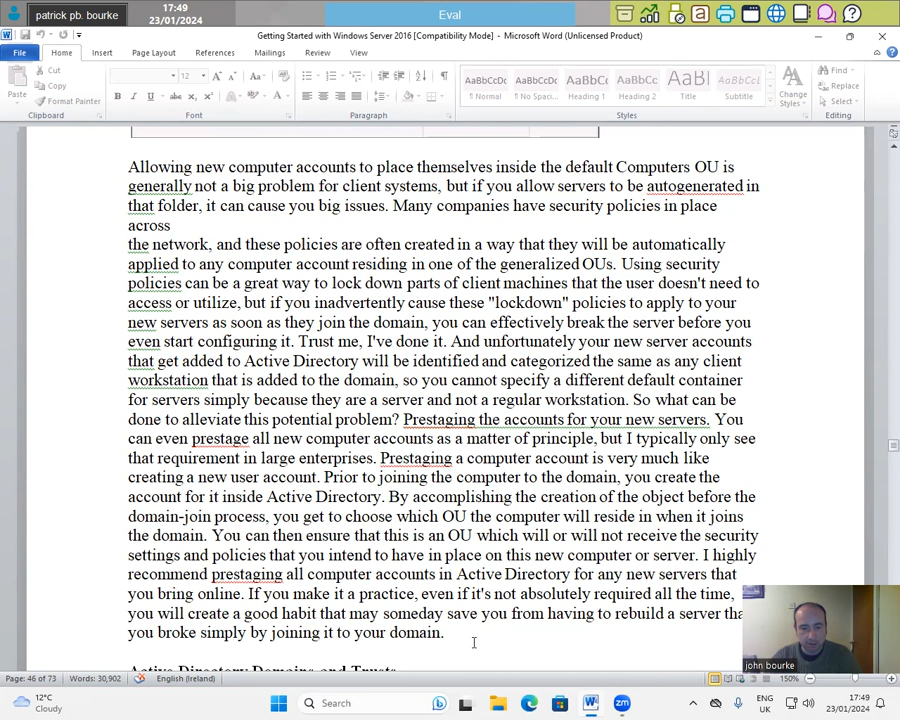 patrick pb. bourke
17:49
23/01/2024
Eval
Getting Started with Windows Server 2016 [Compatibility Mode] - Microsoft Word (Unlicensed Product)
File Home Insert Page Layout References Mailings Review View
Paste
Cut
Copy
Format Painter
Clipboard
12
Font
Paragraph
AaBbCcDc AaBbCcDc AaBbCc AaBbCc AaBl AaBbCcl
¶ Normal ¶ No Spaci... Heading 1 Heading 2 Title Subtitle
Change
Styles
Styles
Find
Replace
Select
Editing
Allowing new computer accounts to place themselves inside the default Computers OU is
generally not a big problem for client systems, but if you allow servers to be autogenerated in
that folder, it can cause you big issues. Many companies have security policies in place
across
the network, and these policies are often created in a way that they will be automatically
applied to any computer account residing in one of the generalized OUs. Using security
policies can be a great way to lock down parts of client machines that the user doesn't need to
access or utilize, but if you inadvertently cause these "lockdown" policies to apply to your
new servers as soon as they join the domain, you can effectively break the server before you
even start configuring it. Trust me, I've done it. And unfortunately your new server accounts
that get added to Active Directory will be identified and categorized the same as any client
workstation that is added to the domain, so you cannot specify a different default container
for servers simply because they are a server and not a regular workstation. So what can be
done to alleviate this potential problem? Prestaging the accounts for your new servers. You
can even prestage all new computer accounts as a matter of principle, but I typically only see
that requirement in large enterprises. Prestaging a computer account is very much like
creating a new user account. Prior to joining the computer to the domain, you create the
account for it inside Active Directory. By accomplishing the creation of the object before the
domain-join process, you get to choose which OU the computer will reside in when it joins
the domain. You can then ensure that this is an OU which will or will not receive the security
settings and policies that you intend to have in place on this new computer or server. I highly
recommend prestaging all computer accounts in Active Directory for any new servers that
you bring online. If you make it a practice, even if it's not absolutely required all the time,
you will create a good habit that may someday save you from having to rebuild a server tha
you broke simply by joining it to your domain.
Active Directory Domains and Trusts
john bourke
Page: 46 of 73 Words: 30,902 English (Ireland) 150%
12°C
Cloudy
Search
ENG
UK
17:49
23/01/2024